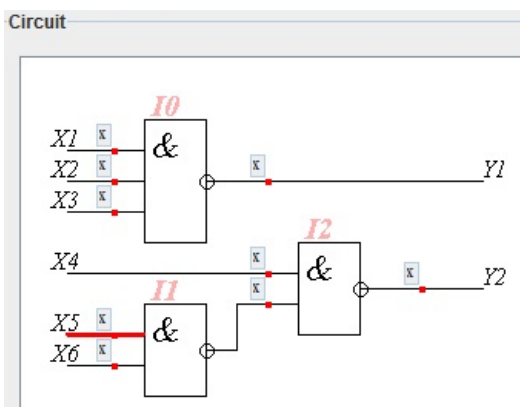 Circuit
I0
X1 x &
X2 x x Y1
X3 x
I2
X4 x &
I1 x x Y2
X5 x &
X6 x